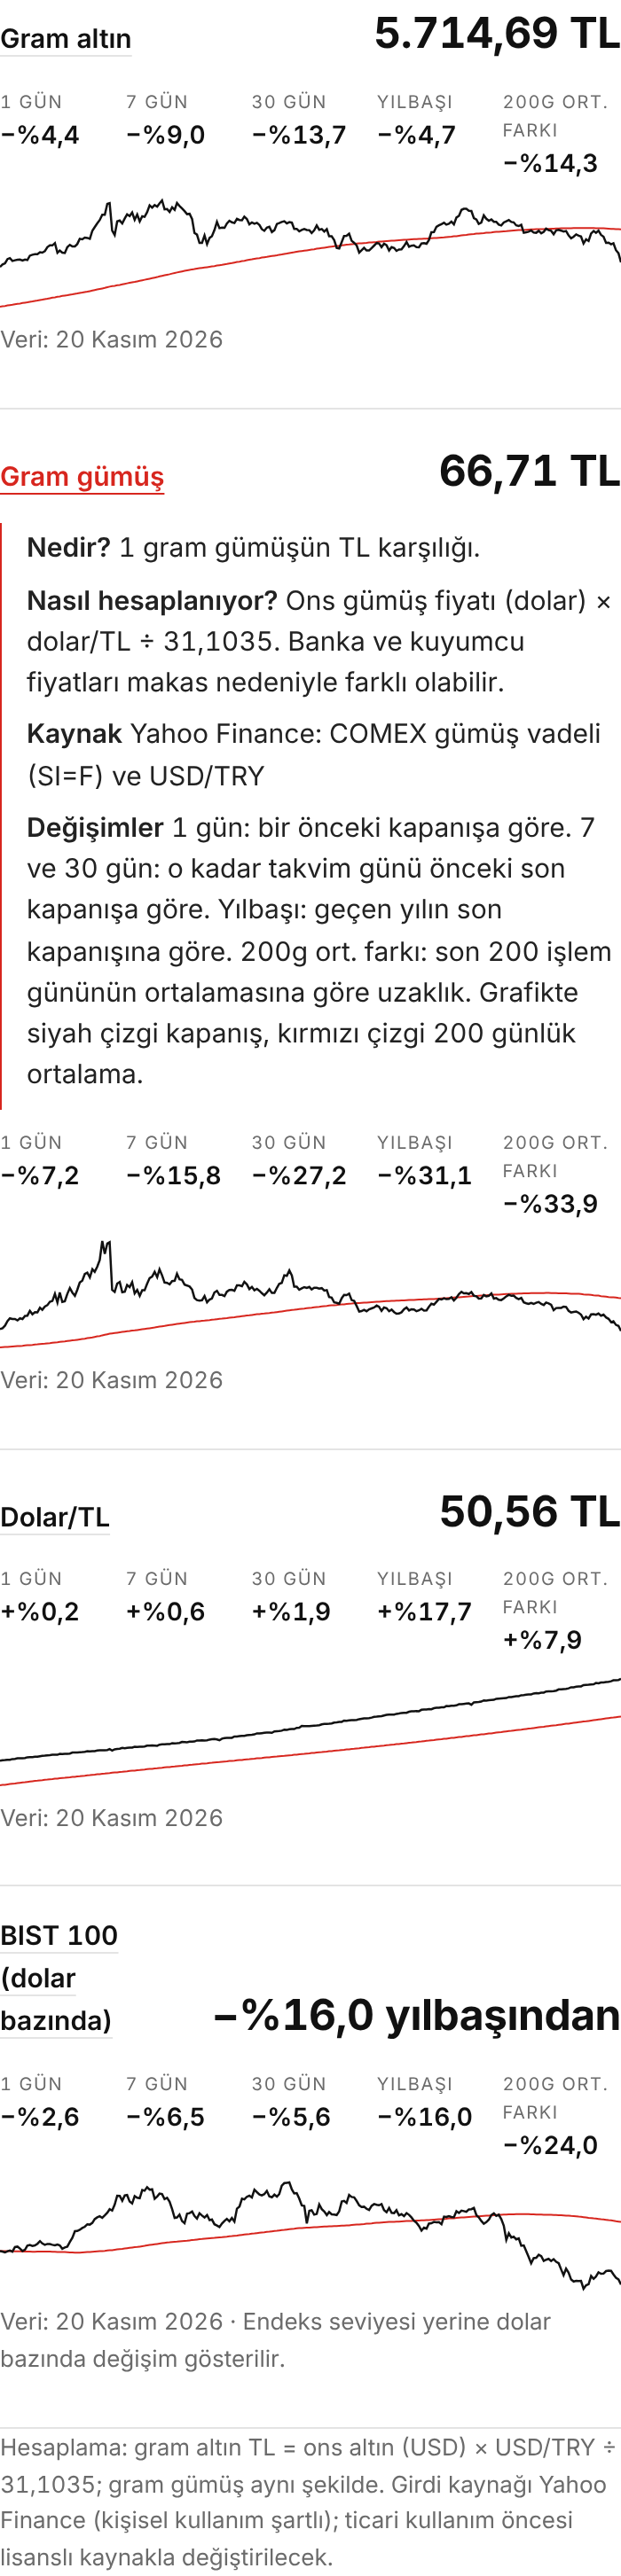 Gram altın
5.714,69 TL
1 GÜN
7 GÜN
30 GÜN
YILBAŞI
200G ORT.
FARKI
−%4,4
−%9,0
−%13,7
−%4,7
−%14,3
Veri: 20 Kasım 2026
Gram gümüş
66,71 TL
Nedir? 1 gram gümüşün TL karşılığı.
Nasıl hesaplanıyor? Ons gümüş fiyatı (dolar) ×
dolar/TL ÷ 31,1035. Banka ve kuyumcu
fiyatları makas nedeniyle farklı olabilir.
Kaynak Yahoo Finance: COMEX gümüş vadeli
(SI=F) ve USD/TRY
Değişimler 1 gün: bir önceki kapanışa göre. 7
ve 30 gün: o kadar takvim günü önceki son
kapanışa göre. Yılbaşı: geçen yılın son
kapanışına göre. 200g ort. farkı: son 200 işlem
gününün ortalamasına göre uzaklık. Grafikte
siyah çizgi kapanış, kırmızı çizgi 200 günlük
ortalama.
1 GÜN
7 GÜN
30 GÜN
YILBAŞI
200G ORT.
FARKI
−%7,2
−%15,8
−%27,2
−%31,1
−%33,9
Veri: 20 Kasım 2026
Dolar/TL
50,56 TL
1 GÜN
7 GÜN
30 GÜN
YILBAŞI
200G ORT.
FARKI
+%0,2
+%0,6
+%1,9
+%17,7
+%7,9
Veri: 20 Kasım 2026
BIST 100
(dolar
bazında)
−%16,0 yılbaşından
1 GÜN
7 GÜN
30 GÜN
YILBAŞI
200G ORT.
FARKI
−%2,6
−%6,5
−%5,6
−%16,0
−%24,0
Veri: 20 Kasım 2026 · Endeks seviyesi yerine dolar
bazında değişim gösterilir.
Hesaplama: gram altın TL = ons altın (USD) × USD/TRY ÷
31,1035; gram gümüş aynı şekilde. Girdi kaynağı Yahoo
Finance (kişisel kullanım şartlı); ticari kullanım öncesi
lisanslı kaynakla değiştirilecek.